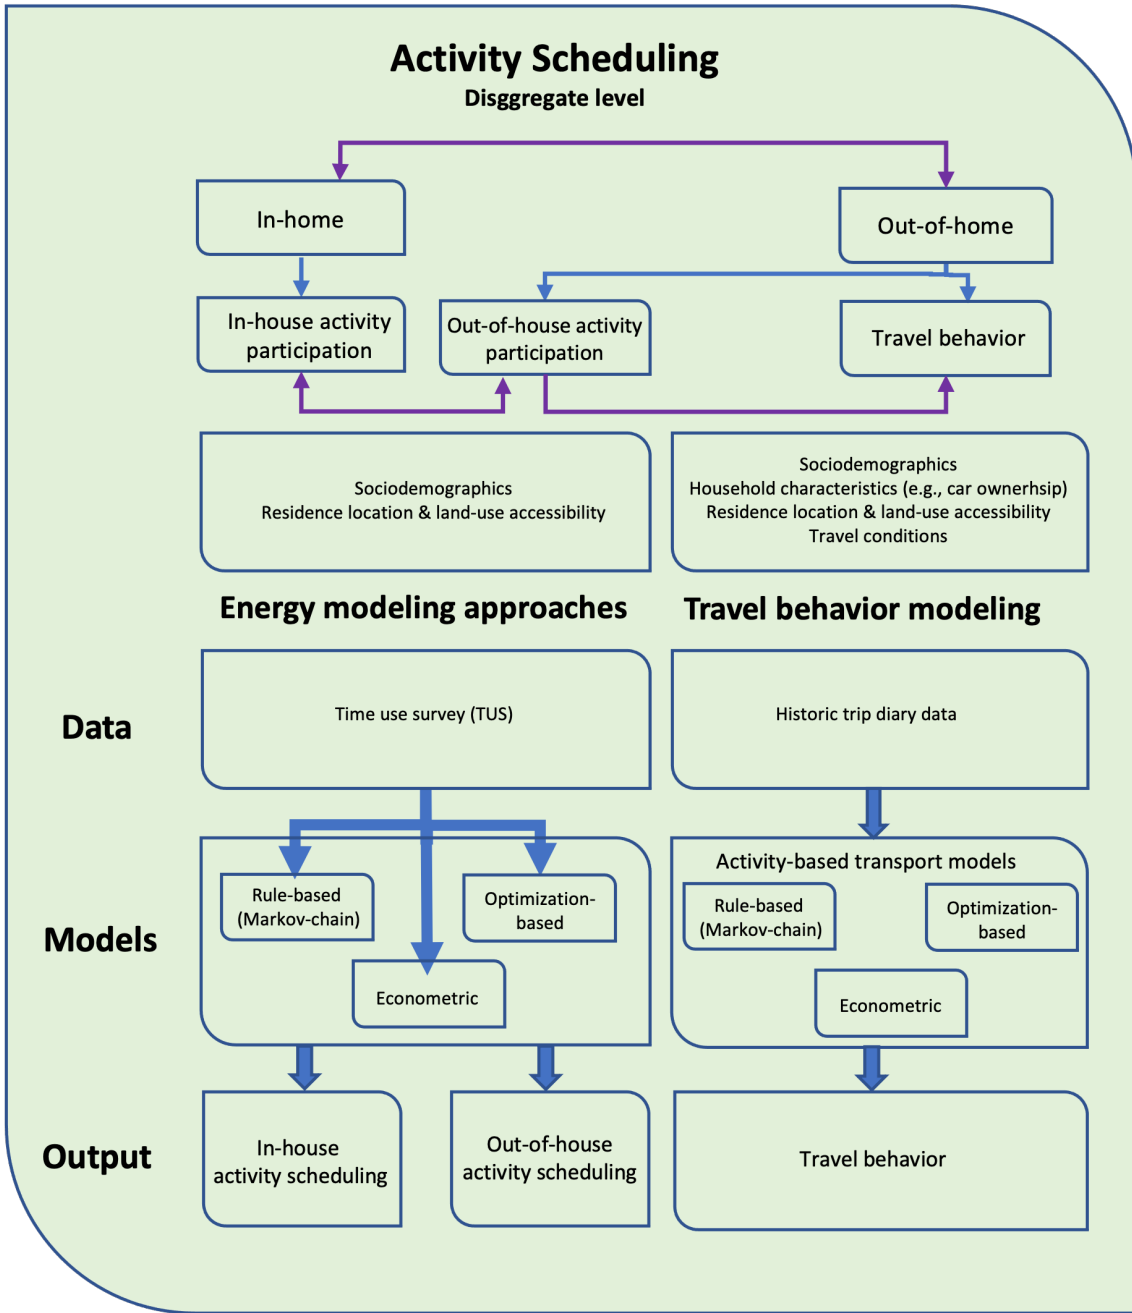 Activity Scheduling
Disggregate level
In-home
Out-of-home
In-house activity
participation
Out-of-house activity
participation
Travel behavior
Sociodemographics
Residence location & land-use accessibility
Sociodemographics
Household characteristics (e.g., car ownerhsip)
Residence location & land-use accessibility
Travel conditions
Energy modeling approaches
Travel behavior modeling
Data
Time use survey (TUS)
Historic trip diary data
Models
Rule-based
(Markov-chain)
Optimization-
based
Econometric
Activity-based transport models
Rule-based
(Markov-chain)
Optimization-
based
Econometric
Output
In-house
activity scheduling
Out-of-house
activity scheduling
Travel behavior